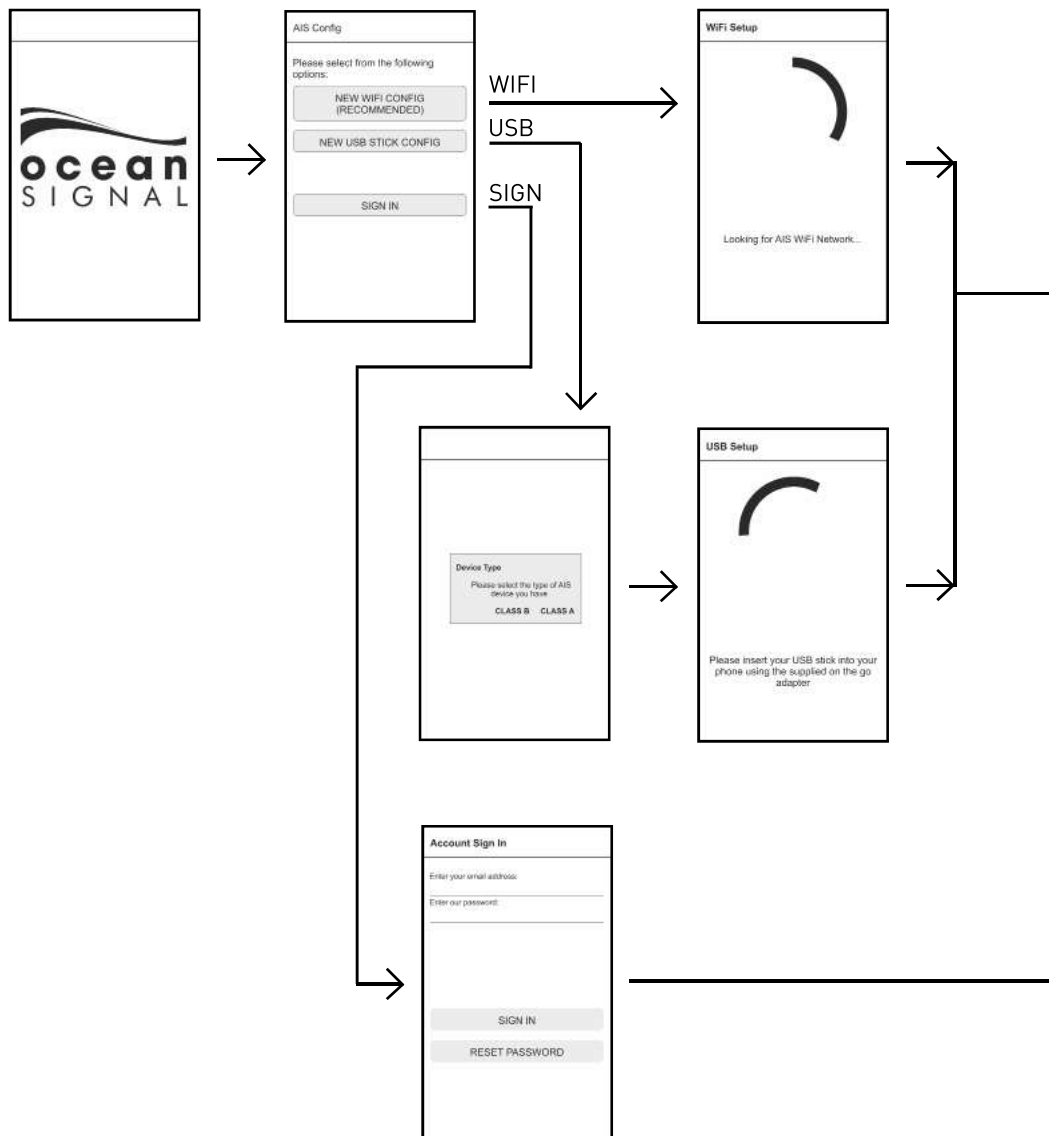 ocean
SIGNAL
AIS Config
Please select from the following
options:
NEW WIFI CONFIG
(RECOMMENDED)
NEW USB STICK CONFIG
SIGN IN
WIFI
USB
SIGN
WiFi Setup
Looking for AIS WiFi Network...
Device Type
Please select the type of AIS
device you have
CLASS B CLASS A
USB Setup
Please insert your USB stick into your
phone using the supplied on the go
adapter
Account Sign In
Enter your email address:
Enter our password:
SIGN IN
RESET PASSWORD